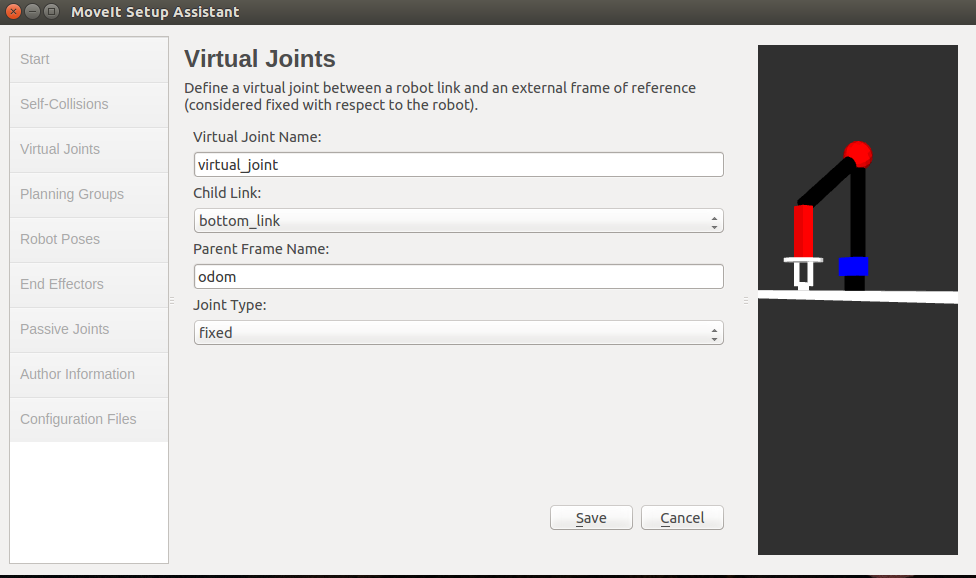 MoveIt Setup Assistant
Start
Self-Collisions
Virtual Joints
Planning Groups
Robot Poses
End Effectors
Passive Joints
Author Information
Configuration Files
Virtual Joints
Define a virtual joint between a robot link and an external frame of reference
(considered fixed with respect to the robot).
Virtual Joint Name:
virtual_joint
Child Link:
bottom_link
Parent Frame Name:
odom
Joint Type:
fixed
Save Cancel